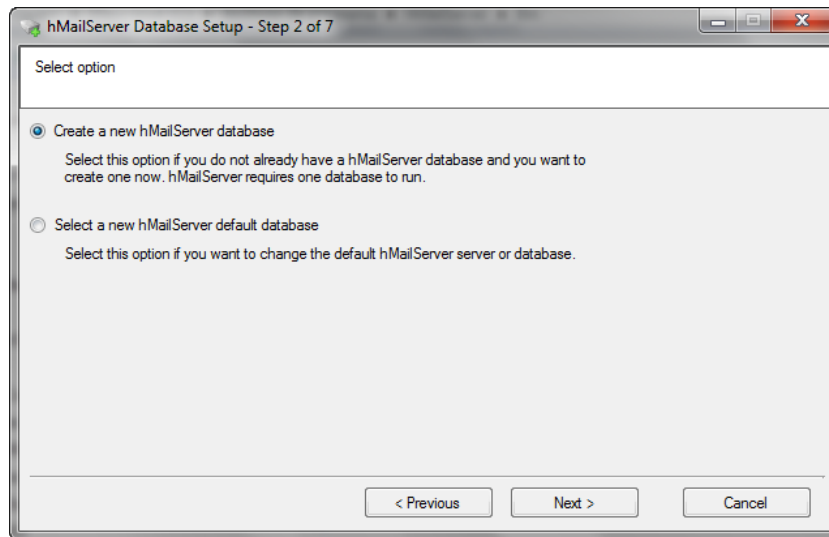 hMailServer Database Setup - Step 2 of 7
Select option
Create a new hMailServer database
Select this option if you do not already have a hMailServer database and you want to
create one now. hMailServer requires one database to run.
Select a new hMailServer default database
Select this option if you want to change the default hMailServer server or database.
< Previous
Next >
Cancel